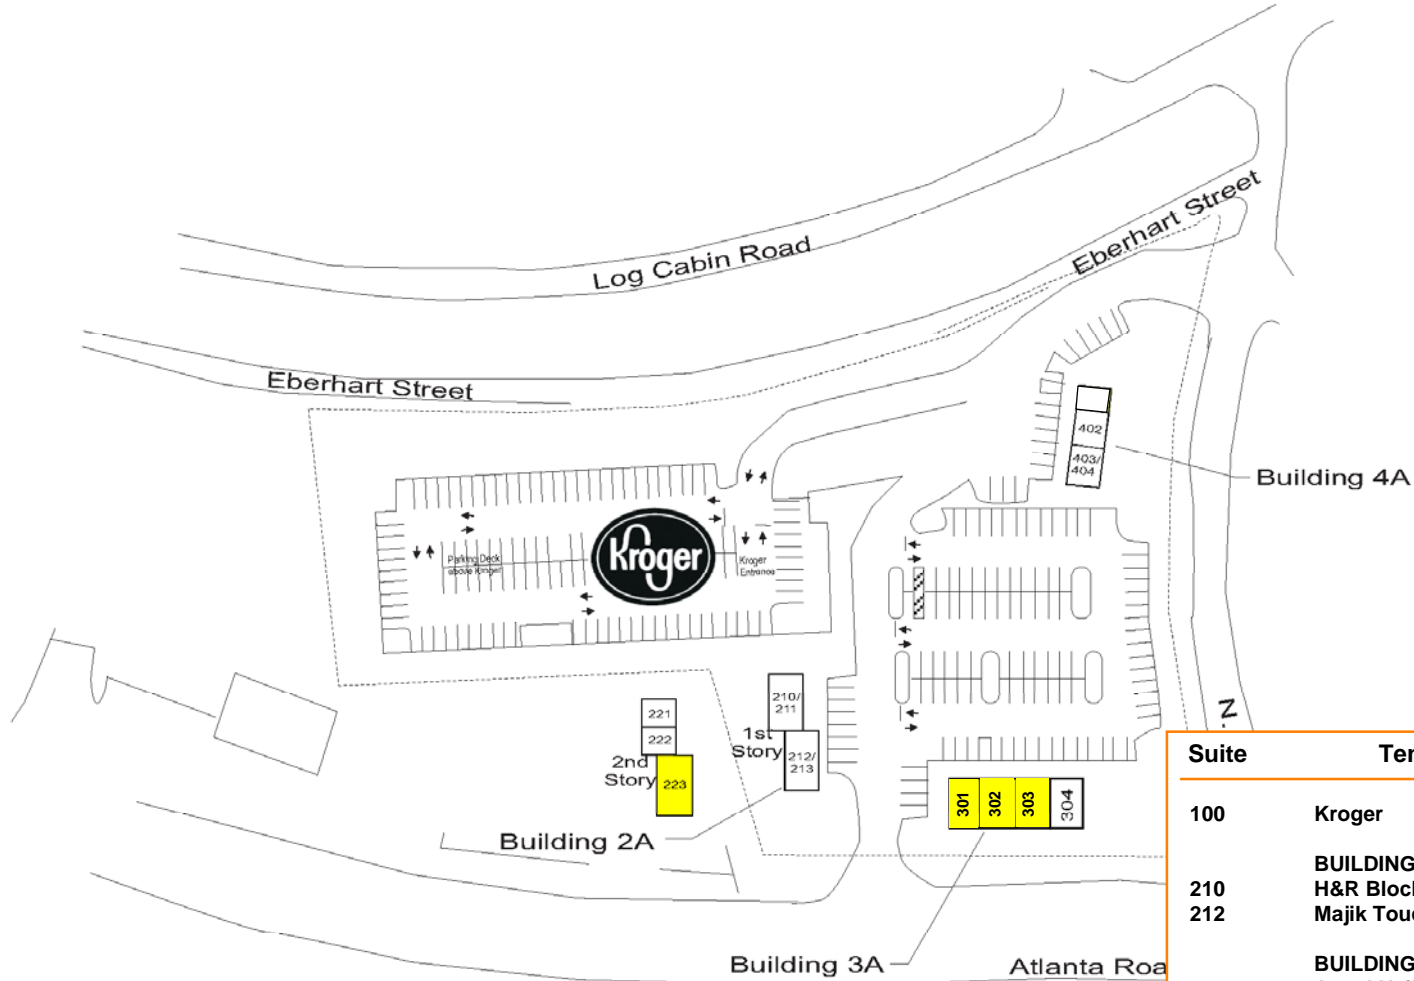 Log Cabin Road
Eberhart Street
Eberhart Street
402
403/
404
Building 4A
Parking Deck
above Kroger
Kroger
Kroger
Entrance
210/
211
1st
Story
212/
213
221
222
2nd
Story
223
Building 2A
301
302
303
304
Building 3A
Atlanta Roa
N.
Suite
Ter
100 Kroger
BUILDING
210 H&R Bloc
212 Majik Tou
BUILDING